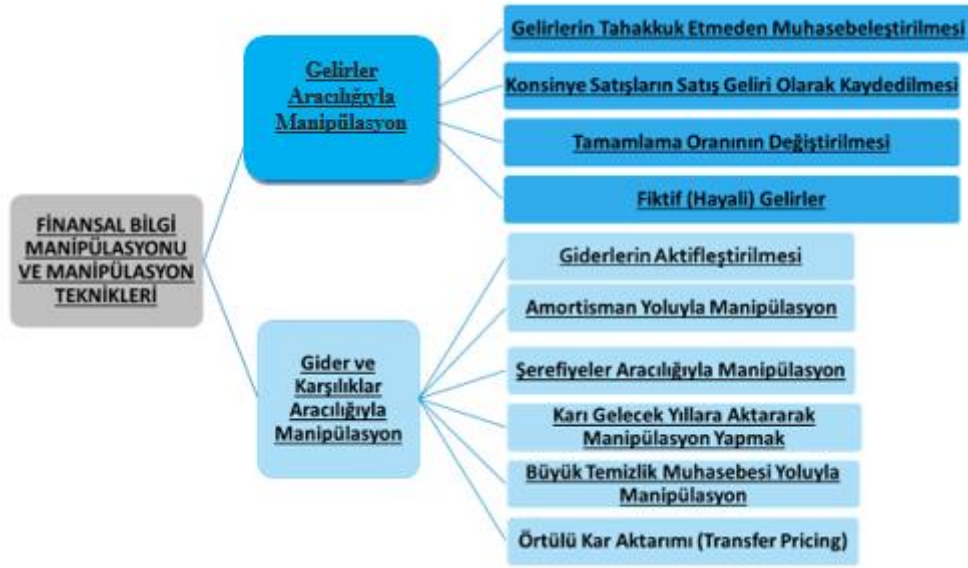 FİNANSAL BİLGİ
MANİPÜLASYONU
VE MANİPÜLASYON
TEKNİKLERİ
Gelirler
Aracılığıyla
Manipülasyon
Gelirlerin Tahakkuk Etmeden Muhasebeleştirilmesi
Konsinye Satışların Satış Geliri Olarak Kaydedilmesi
Tamamlama Oranının Değiştirilmesi
Fiktif (Hayali) Gelirler
Gider ve
Karşılıklar
Aracılığıyla
Manipülasyon
Giderlerin Aktifleştirilmesi
Amortisman Yoluyla Manipülasyon
Şerefiyeler Aracılığıyla Manipülasyon
Karı Gelecek Yıllara Aktararak
Manipülasyon Yapmak
Büyük Temizlik Muhasebesi Yoluyla
Manipülasyon
Örtülü Kar Aktarımı (Transfer Pricing)